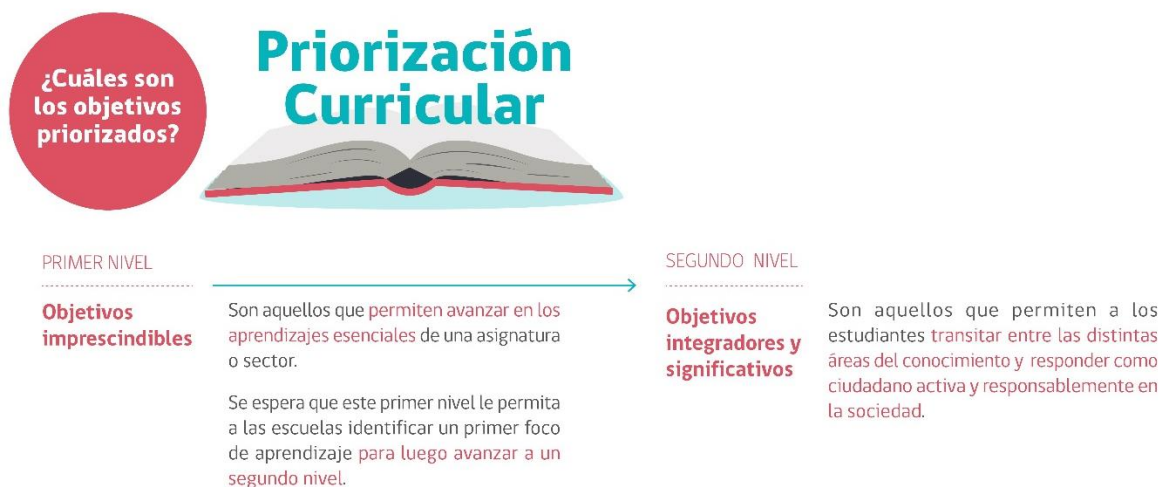 ¿Cuáles son
los objetivos
priorizados?
Priorización
Curricular
PRIMER NIVEL
Objetivos
imprescindibles
Son aquellos que permiten avanzar en los
aprendizajes esenciales de una asignatura
o sector.
Se espera que este primer nivel le permita
a las escuelas identificar un primer foco
de aprendizaje para luego avanzar a un
segundo nivel.
SEGUNDO NIVEL
Objetivos
integradores y
significativos
Son aquellos que permiten a los
estudiantes transitar entre las distintas
áreas del conocimiento y responder como
ciudadano activa y responsablemente en
la sociedad.